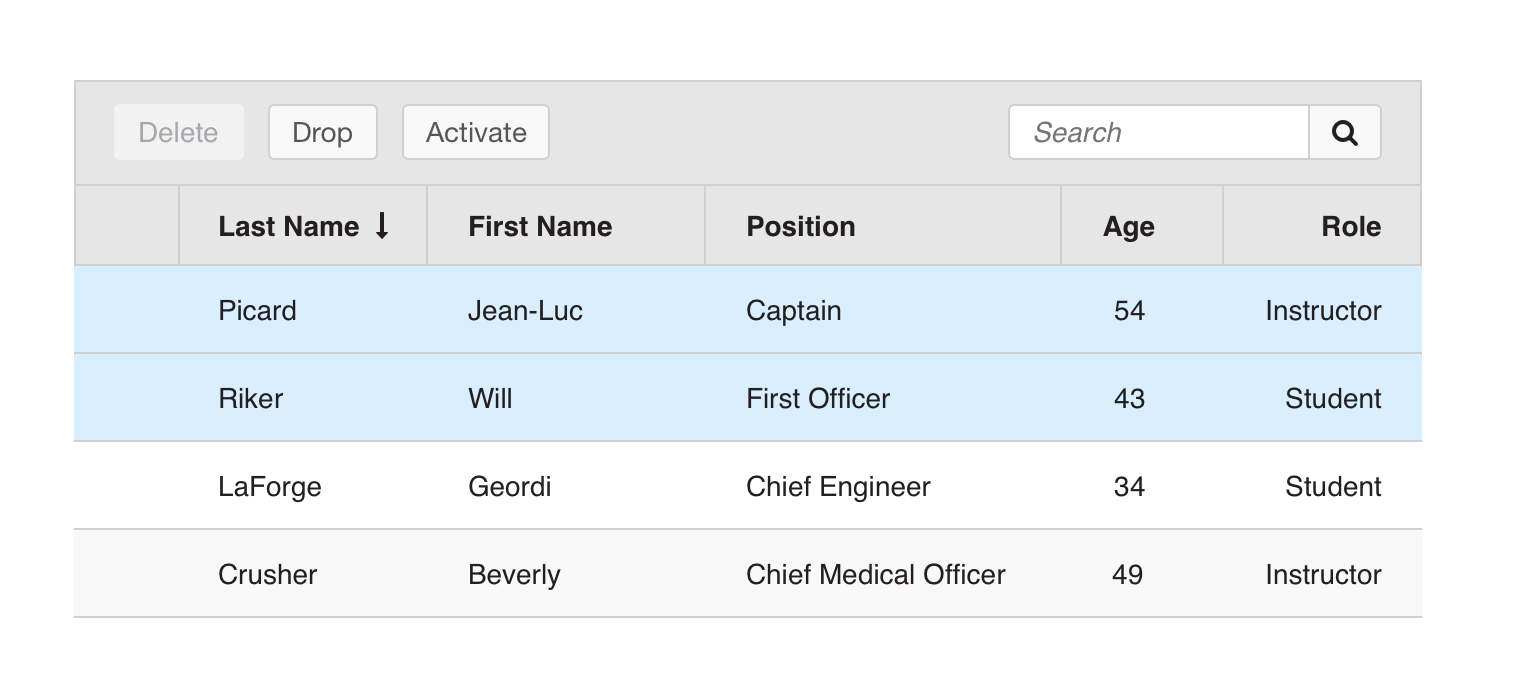 Delete Drop Activate Search
Last Name First Name Position Age Role
Picard Jean-Luc Captain 54 Instructor
Riker Will First Officer 43 Student
LaForge Geordi Chief Engineer 34 Student
Crusher Beverly Chief Medical Officer 49 Instructor